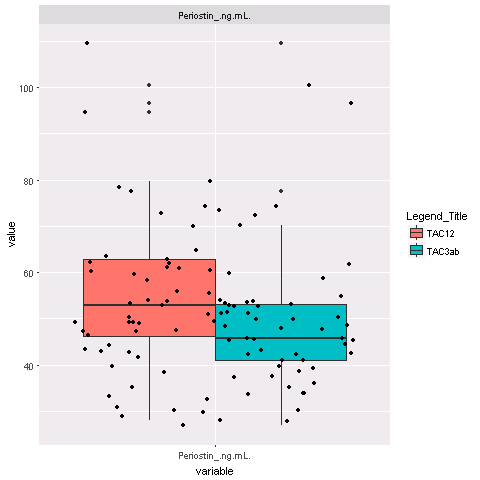 Periostin_.ng.mL.
100
80
60
40
value
Periostin_.ng.mL.
variable
Legend_Title
TAC12
TAC3ab